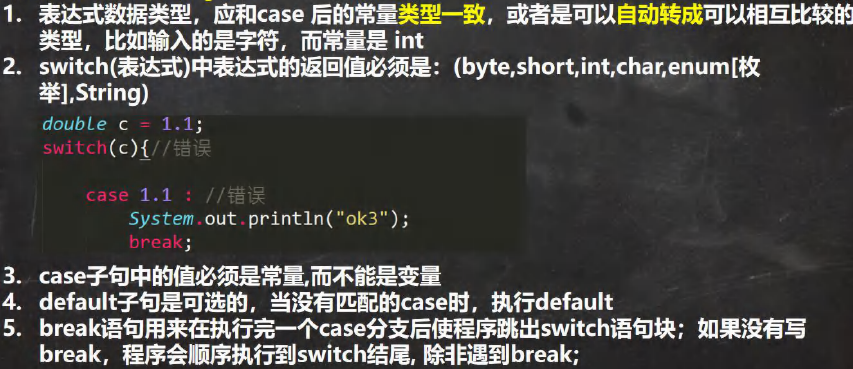 1. 表达式数据类型，应和case 后的常量类型一致，或者是可以自动转成可以相互比较的
类型，比如输入的是字符，而常量是 int
2. switch(表达式)中表达式的返回值必须是：(byte,short,int,char,enum[枚
举],String)
double c = 1.1;
switch(c){//错误
case 1.1 : //错误
System.out.println("ok3");
break;
3. case子句中的值必须是常量,而不能是变量
4. default子句是可选的，当没有匹配的case时，执行default
5. break语句用来在执行完一个case分支后使程序跳出switch语句块；如果没有写
break，程序会顺序执行到switch结尾, 除非遇到break;